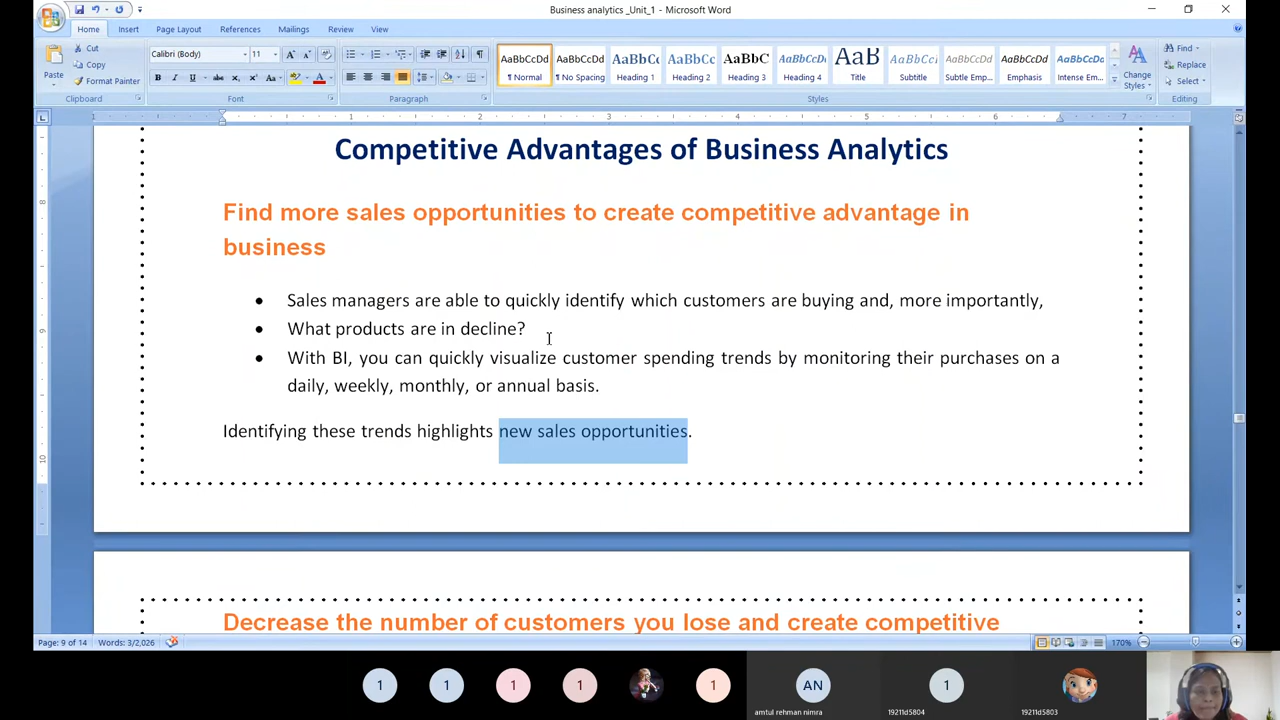 Business analytics _Unit_1 - Microsoft Word
Home Insert Page Layout References Mailings Review View
Paste
Cut
Copy
Format Painter
Clipboard
Calibri (Body) 11
Font
Paragraph
AaBbCcDd AaBbCcDd AaBbCc AaBbCc AaBbC AaBbCcDd AaB AaBbCcL AaBbCcDd AaBbCcDd AaBbCcDd
¶ Normal ¶ No Spacing Heading 1 Heading 2 Heading 3 Heading 4 Title Subtitle Subtle Emp... Emphasis Intense Em...
Styles
Change
Styles
Find
Replace
Select
Editing
Competitive Advantages of Business Analytics
Find more sales opportunities to create competitive advantage in
business
• Sales managers are able to quickly identify which customers are buying and, more importantly,
• What products are in decline?
• With BI, you can quickly visualize customer spending trends by monitoring their purchases on a
daily, weekly, monthly, or annual basis.
Identifying these trends highlights new sales opportunities.
Decrease the number of customers you lose and create competitive
Page: 9 of 14 Words: 3/2,026 170%
1 1 1 1 1 AN 1
amtul rehman nimra 19211d5804 19211d5803